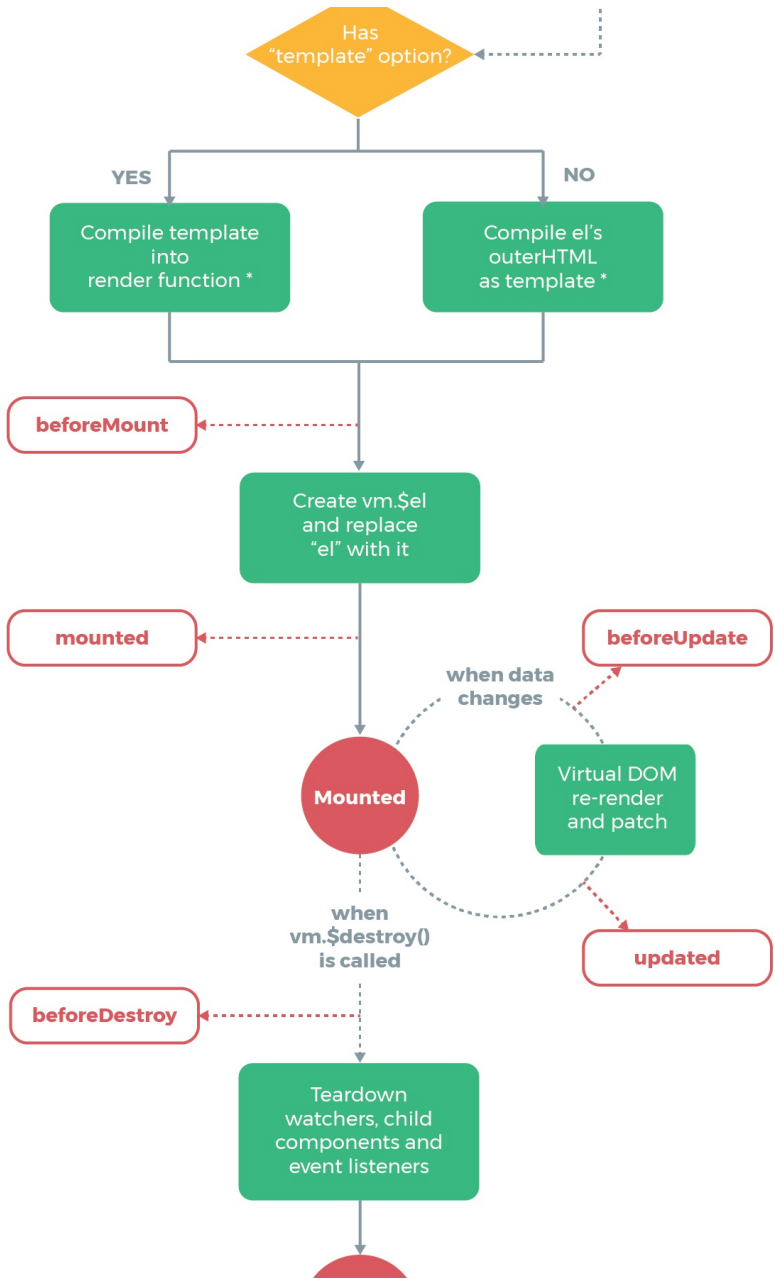 Has
“template” option?
YES
NO
Compile template
into
render function *
Compile el’s
outerHTML
as template *
beforeMount
Create vm.$el
and replace
“el” with it
mounted
beforeUpdate
when data
changes
Mounted
Virtual DOM
re-render
and patch
when
vm.$destroy()
is called
updated
beforeDestroy
Teardown
watchers, child
components and
event listeners